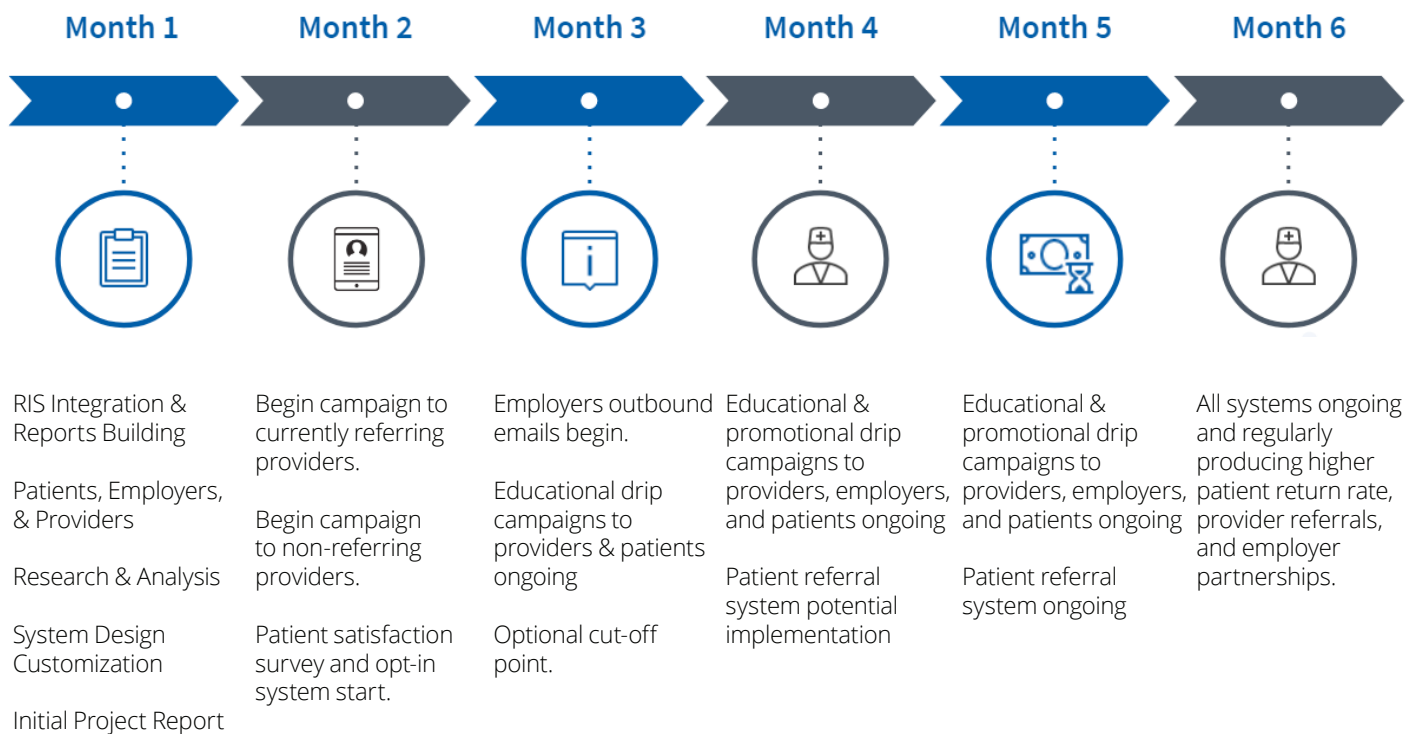 Month 1
Month 2
Month 3
Month 4
Month 5
Month 6
RIS Integration &
Reports Building
Patients, Employers,
& Providers
Research & Analysis
System Design
Customization
Initial Project Report
Begin campaign to
currently referring
providers.
Begin campaign
to non-referring
providers.
Patient satisfaction
survey and opt-in
system start.
Employers outbound
emails begin.
Educational drip
campaigns to
providers & patients
ongoing
Optional cut-off
point.
Educational &
promotional drip
campaigns to
providers, employers,
and patients ongoing
Patient referral
system potential
implementation
Educational &
promotional drip
campaigns to
providers, employers,
and patients ongoing
Patient referral
system ongoing
All systems ongoing
and regularly
producing higher
patient return rate,
provider referrals,
and employer
partnerships.